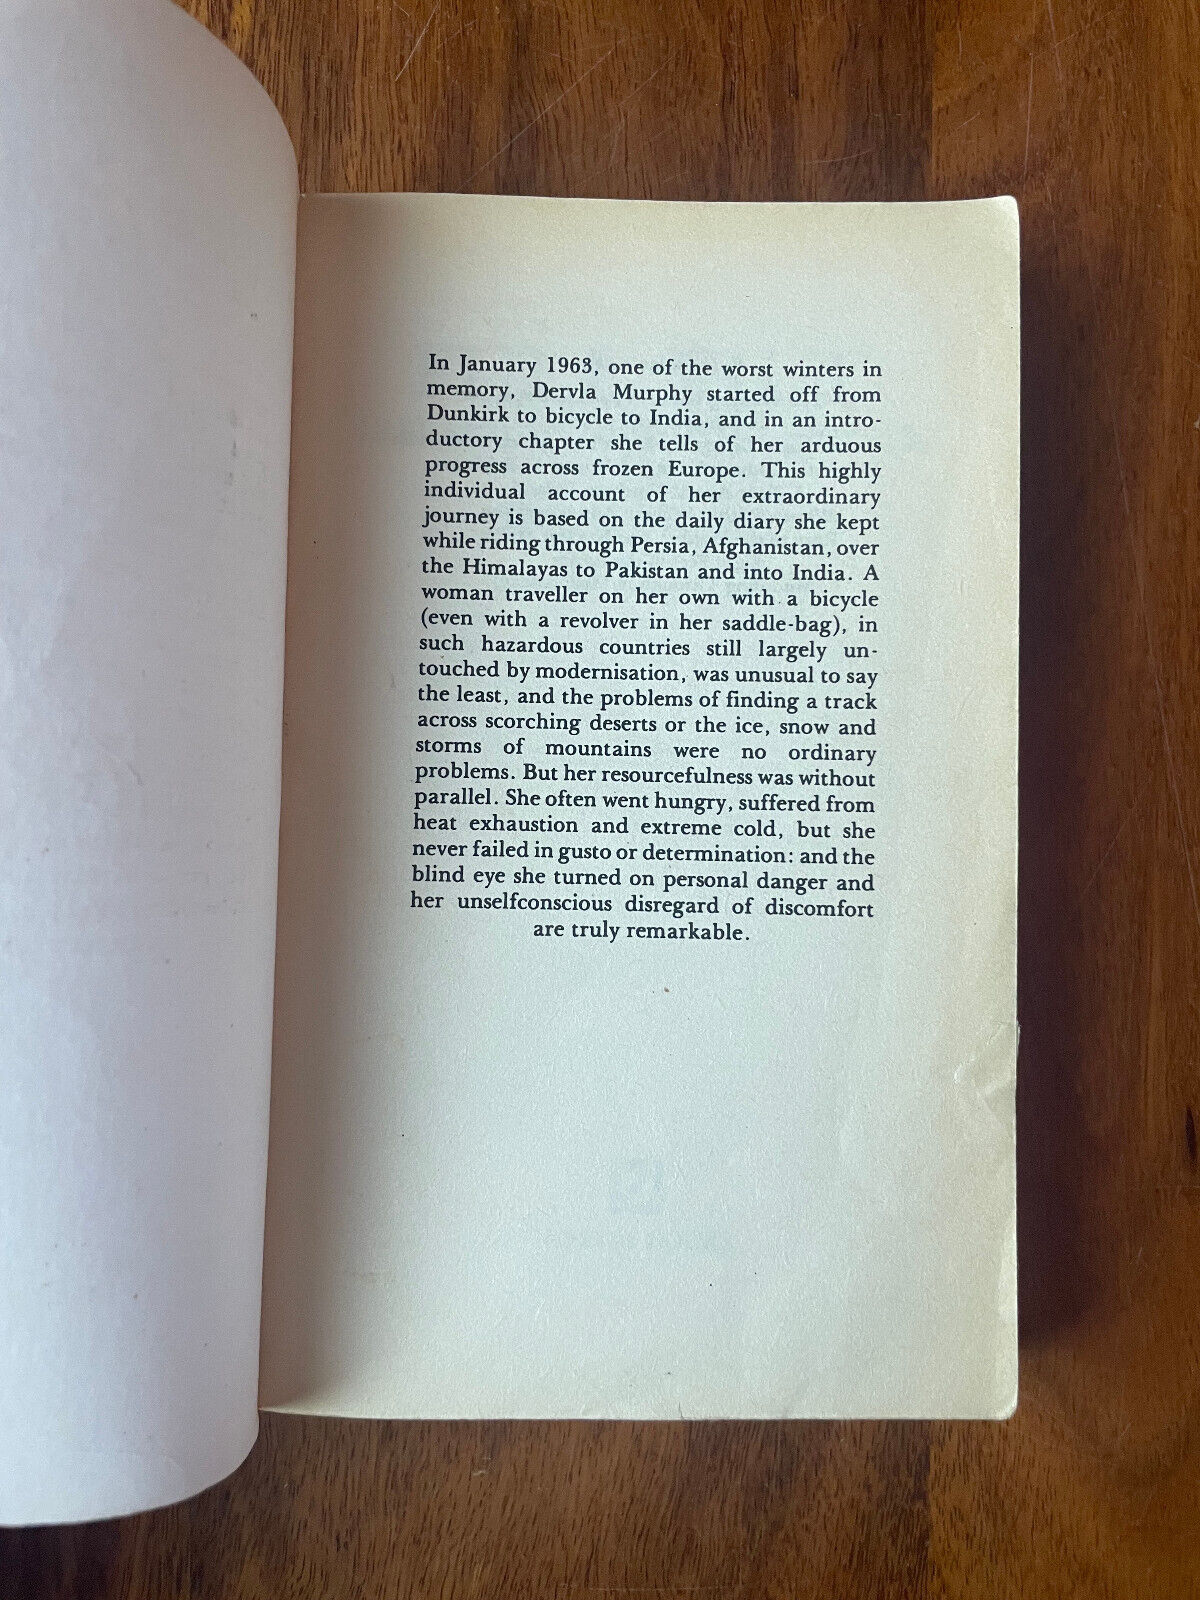 In January 1963, one of the worst winters in
memory, Dervla Murphy started off from
Dunkirk to bicycle to India, and in an intro-
ductory chapter she tells of her arduous
progress across frozen Europe. This highly
individual account of her extraordinary
journey is based on the daily diary she kept
while riding through Persia, Afghanistan, over
the Himalayas to Pakistan and into India. A
woman traveller on her own with a bicycle
(even with a revolver in her saddle-bag), in
such hazardous countries still largely un-
touched by modernisation, was unusual to say
the least, and the problems of finding a track
across scorching deserts or the ice, snow and
storms of mountains were no ordinary
problems. But her resourcefulness was without
parallel. She often went hungry, suffered from
heat exhaustion and extreme cold, but she
never failed in gusto or determination: and the
blind eye she turned on personal danger and
her unselfconscious disregard of discomfort
are truly remarkable.